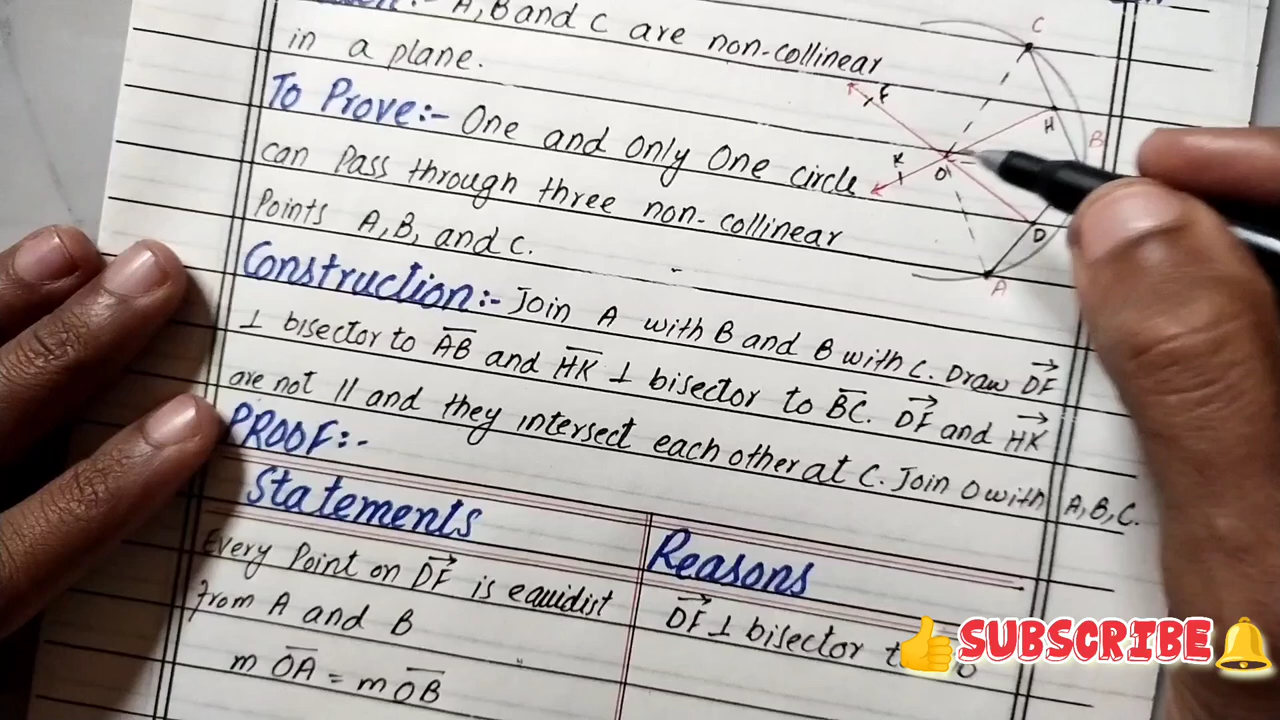 A, B and C are non-collinear
in a plane.
To Prove:- One and only One circle
can pass through three non-collinear
Points A, B, and C.
Construction:- Join A with B and B with C. Draw DF
⊥ bisector to AB and HK ⊥ bisector to BC. DF and HK
are not || and they intersect each other at C. Join O with A, B, C.
PROOF:-
Statements
Reasons
Every Point on DF is equidist
from A and B
DF ⊥ bisector
m OA = m OB
C
F
H
B
K
O
D
A
SUBSCRIBE